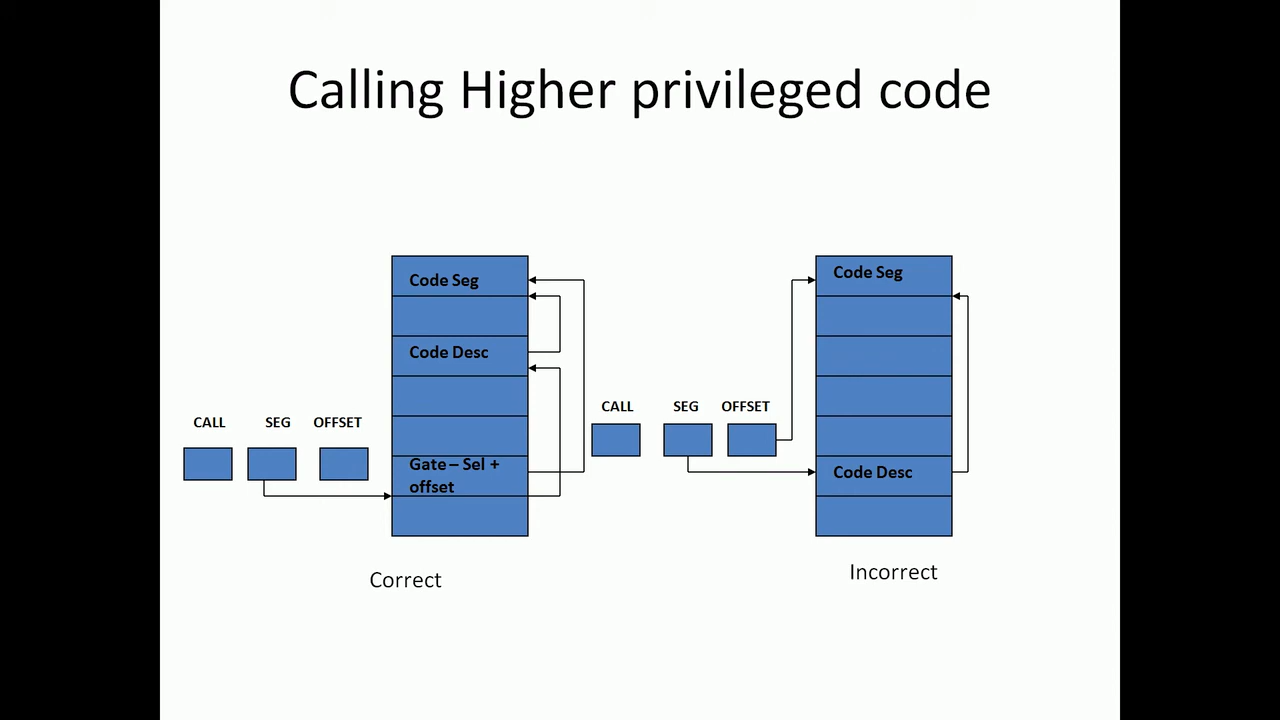 Calling Higher privileged code
Code Seg
Code Desc
CALL SEG OFFSET
Gate – Sel +
offset
Correct
Code Seg
CALL SEG OFFSET
Code Desc
Incorrect